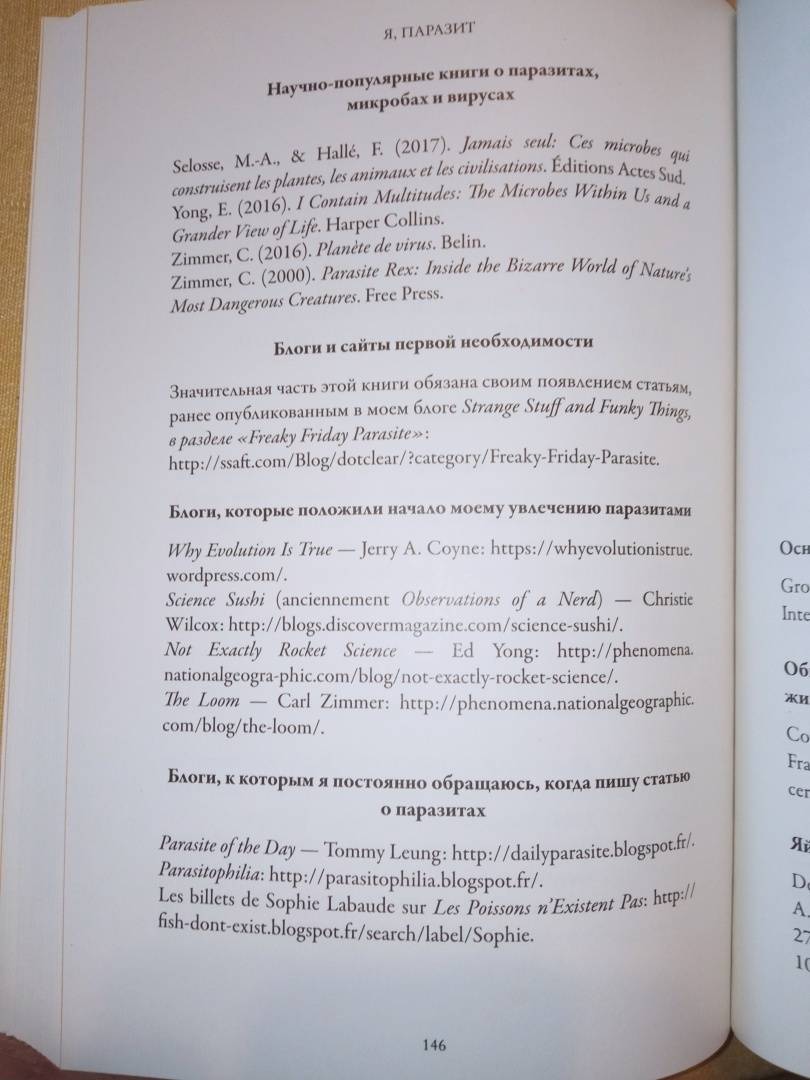 Я, ПАРАЗИТ
Научно-популярные книги о паразитах,
микробах и вирусах
Selosse, M.-A., & Hallé, F. (2017). Jamais seul: Ces microbes qui
construisent les plantes, les animaux et les civilisations. Éditions Actes Sud.
Yong, E. (2016). I Contain Multitudes: The Microbes Within Us and a
Grander View of Life. Harper Collins.
Zimmer, C. (2016). Planète de virus. Belin.
Zimmer, C. (2000). Parasite Rex: Inside the Bizarre World of Nature's
Most Dangerous Creatures. Free Press.
Блоги и сайты первой необходимости
Значительная часть этой книги обязана своим появлением статьям,
ранее опубликованным в моем блоге Strange Stuff and Funky Things,
в разделе «Freaky Friday Parasite»:
http://ssaft.com/Blog/dotclear/?category/Freaky-Friday-Parasite.
Блоги, которые положили начало моему увлечению паразитами
Why Evolution Is True — Jerry A. Coyne: https://whyevolutionistrue.
wordpress.com/.
Science Sushi (anciennement Observations of a Nerd) — Christie
Wilcox: http://blogs.discovermagazine.com/science-sushi/.
Not Exactly Rocket Science — Ed Yong: http://phenomena.
nationalgeogra-phic.com/blog/not-exactly-rocket-science/.
The Loom — Carl Zimmer: http://phenomena.nationalgeographic.
com/blog/the-loom/.
Блоги, к которым я постоянно обращаюсь, когда пишу статью
о паразитах
Parasite of the Day — Tommy Leung: http://dailyparasite.blogspot.fr/.
Parasitophilia: http://parasitophilia.blogspot.fr/.
Les billets de Sophie Labaude sur Les Poissons n'Existent Pas: http://
fish-dont-exist.blogspot.fr/search/label/Sophie.
146
Осн
Gro
Inte
Об
жи
Co
Fra
cer
Яй
De
A.
27
10